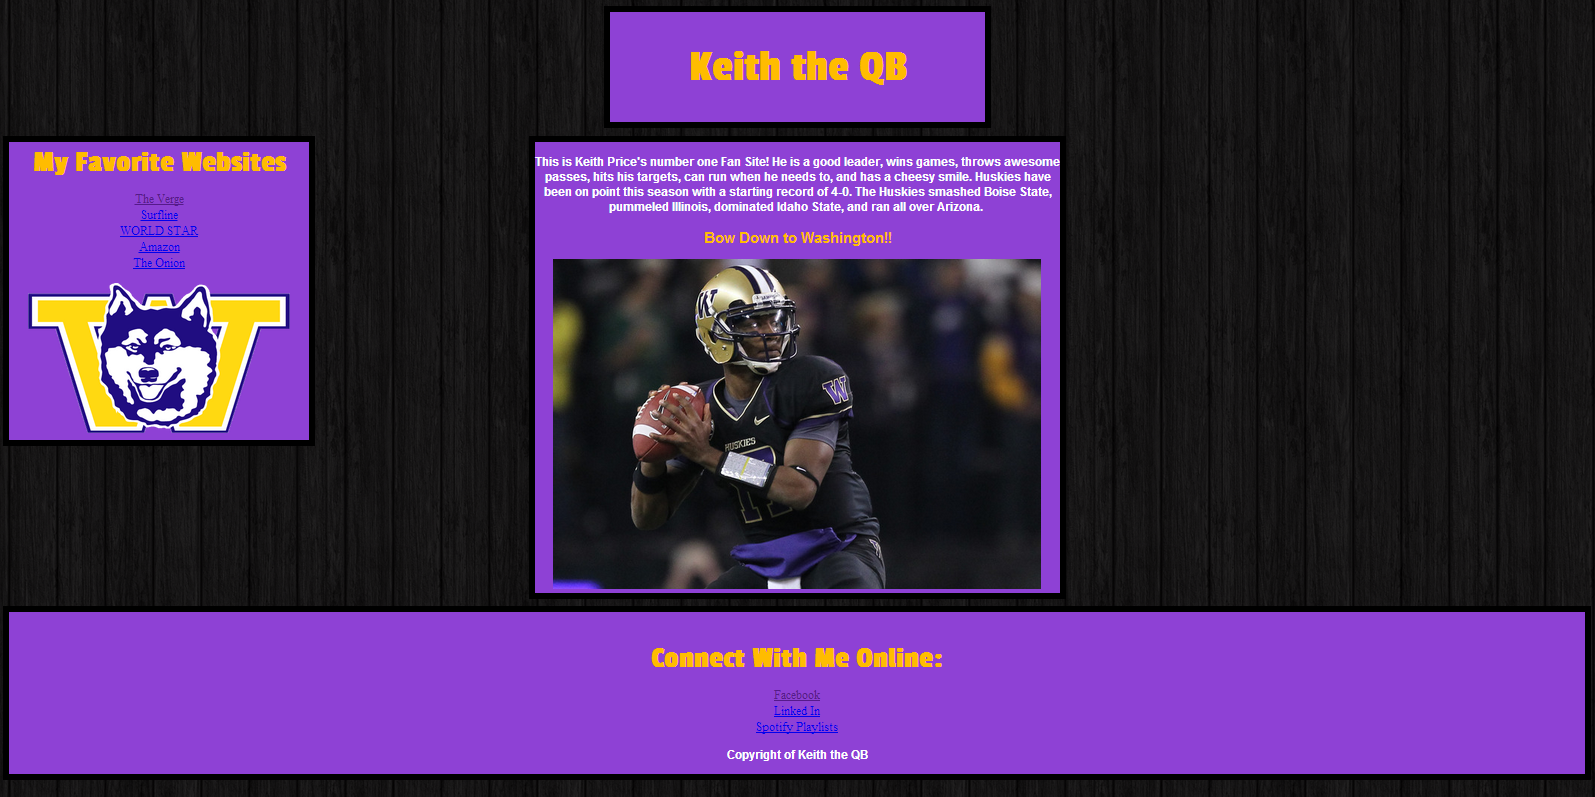 Keith the QB
My Favorite Websites
The Verge
Surfline
WORLD STAR
Amazon
The Onion
W
This is Keith Price's number one Fan Site! He is a good leader, wins games, throws awesome
passes, hits his targets, can run when he needs to, and has a cheesy smile. Huskies have
been on point this season with a starting record of 4-0. The Huskies smashed Boise State,
pummeled Illinois, dominated Idaho State, and ran all over Arizona.
Bow Down to Washington!!
W
W
HUSKIES
17
Connect With Me Online:
Facebook
Linked In
Spotify Playlists
Copyright of Keith the QB